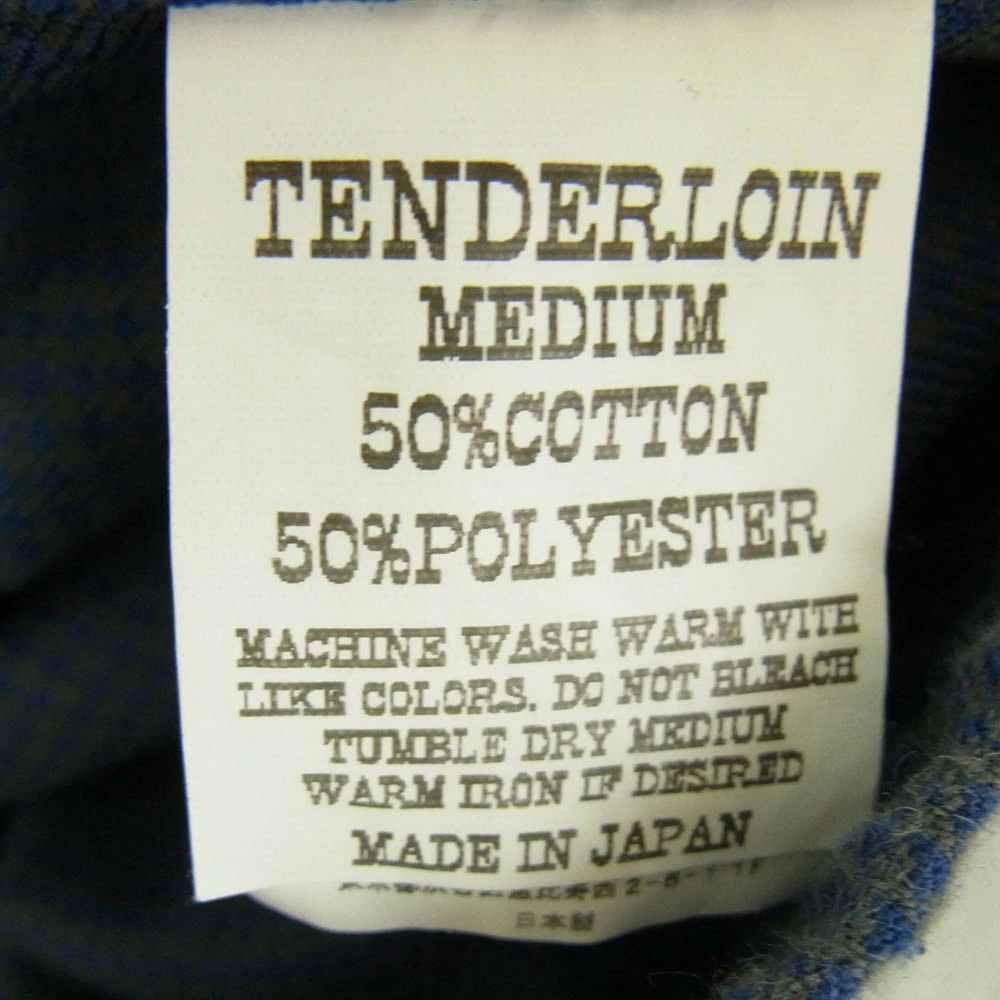 TENDERLOIN
MEDIUM
50%COTTON
50%POLYESTER
MACHINE WASH WARM WITH
LIKE COLORS. DO NOT BLEACH
TUMBLE DRY MEDIUM
WARM IRON IF DESIRED
MADE IN JAPAN
日本製